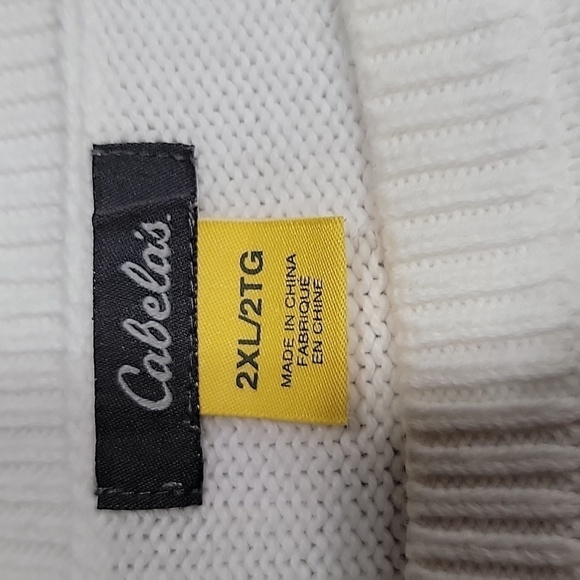 Cabela's
2XL/2TG
MADE IN CHINA
FABRIQUÉ
EN CHINE